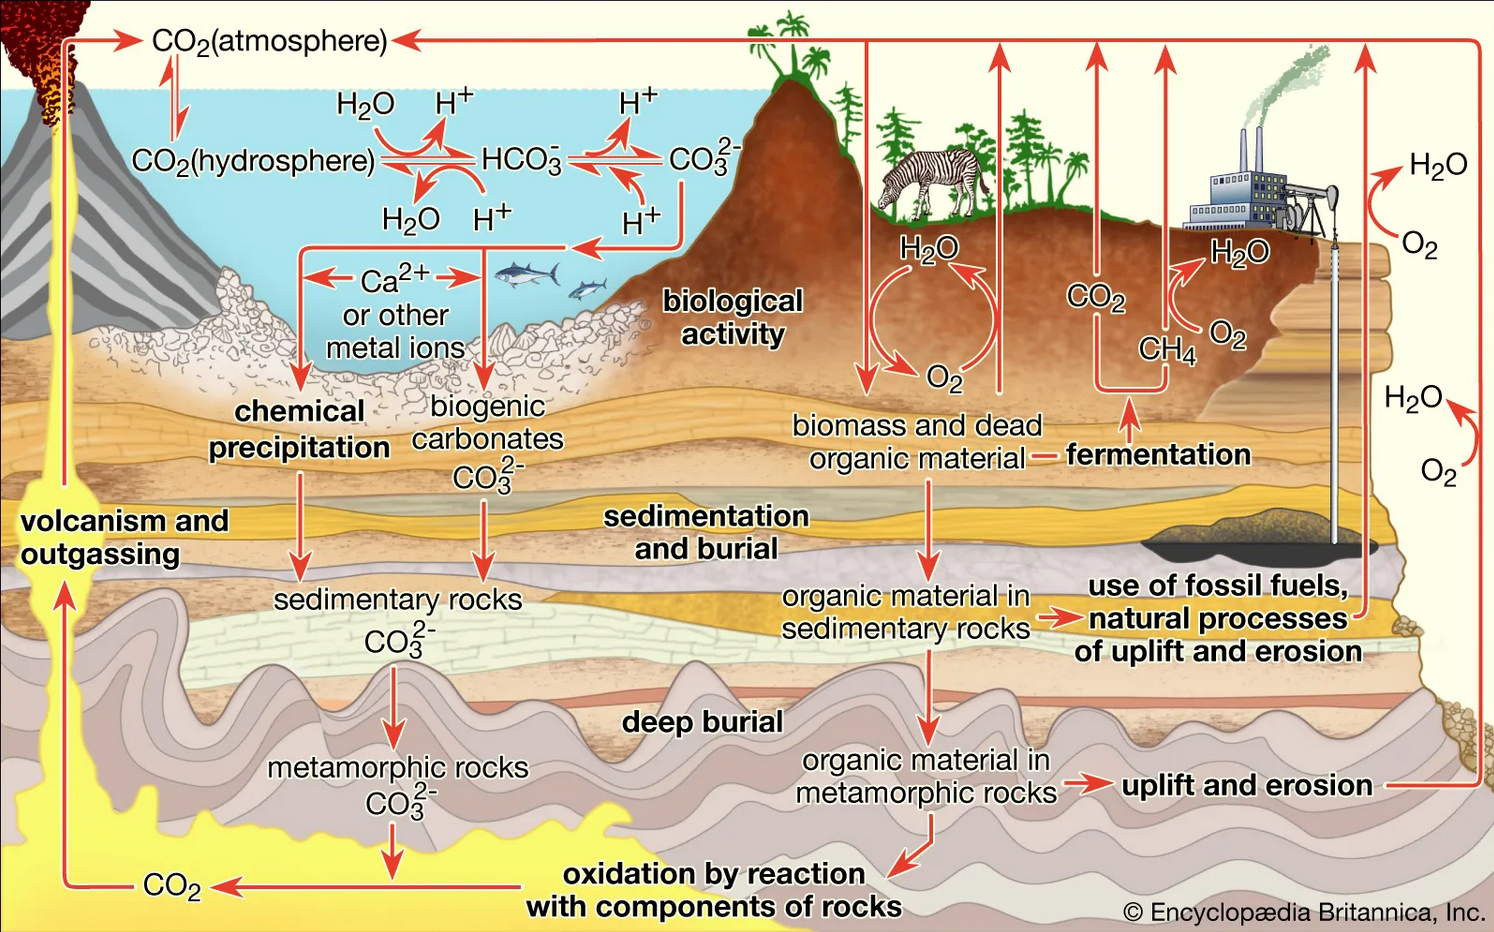 CO₂(atmosphere)
H₂O
H⁺
H⁺
CO₂(hydrosphere)
HCO₃⁻
CO₃²⁻
H₂O
H⁺
H⁺
Ca²⁺
or other
metal ions
chemical
precipitation
biogenic
carbonates
CO₃²⁻
biological
activity
H₂O
O₂
CO₂
CH₄
H₂O
O₂
H₂O
O₂
H₂O
O₂
biomass and dead
organic material
fermentation
volcanism and
outgassing
sedimentation
and burial
sedimentary rocks
CO₃²⁻
organic material in
sedimentary rocks
use of fossil fuels,
natural processes
of uplift and erosion
deep burial
metamorphic rocks
CO₃²⁻
organic material in
metamorphic rocks
uplift and erosion
CO₂
oxidation by reaction
with components of rocks
© Encyclopædia Britannica, Inc.